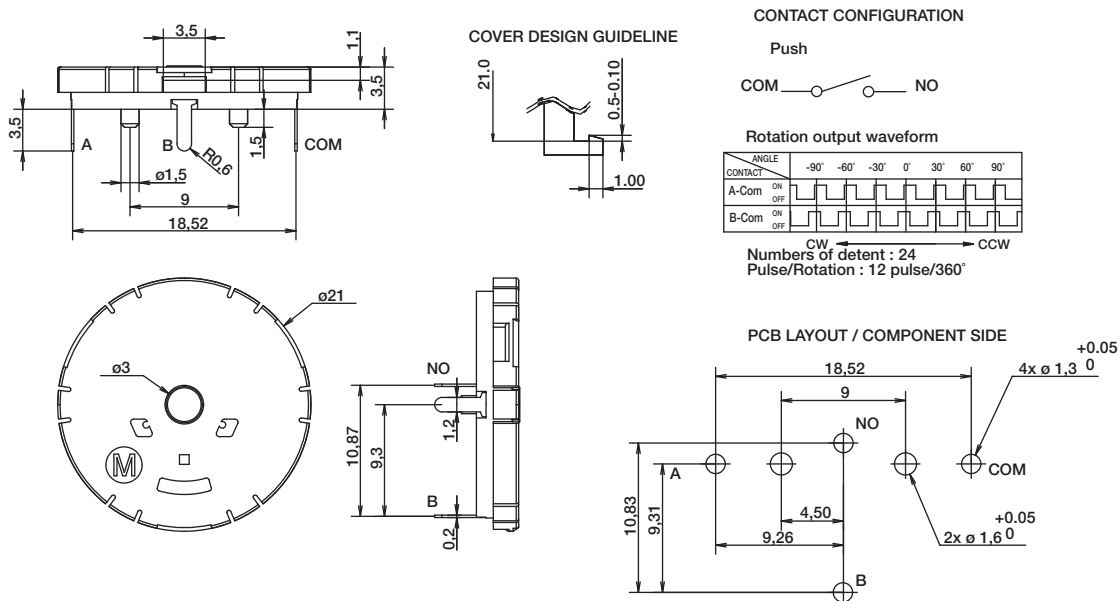 3,5
1,1
3,5
3,5
A
B
COM
R0,6
1,5
ø1,5
9
18,52
COVER DESIGN GUIDELINE
21.0
0.5-0.10
1.00
CONTACT CONFIGURATION
Push
COM
NO
Rotation output waveform
ANGLE
CONTACT
-90° -60° -30° 0° 30° 60° 90°
A-Com ON
OFF
B-Com ON
OFF
CW CCW
Numbers of detent : 24
Pulse/Rotation : 12 pulse/360°
ø21
ø3
M
NO
10,87
9,3
1,2
B
0,2
PCB LAYOUT / COMPONENT SIDE
18,52
4x ø 1,3 +0.05
0
9
NO
A
COM
10,83
9,31
4,50
9,26
2x ø 1,6 +0.05
0
B